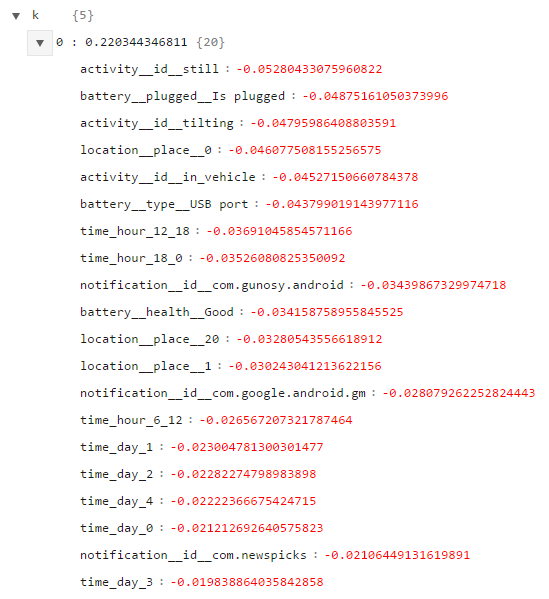 ▼ k {5}
▼ 0 : 0.220344346811 {20}
activity__id__still : -0.05280433075960822
battery__plugged__Is plugged : -0.04875161050373996
activity__id__tilting : -0.04795986408803591
location__place__0 : -0.046077508155256575
activity__id__in_vehicle : -0.04527150660784378
battery__type__USB port : -0.043799019143977116
time_hour_12_18 : -0.03691045854571166
time_hour_18_0 : -0.03526080825350092
notification__id__com.gunosy.android : -0.03439867329974718
battery__health__Good : -0.034158758955845525
location__place__20 : -0.03280543556618912
location__place__1 : -0.030243041213622156
notification__id__com.google.android.gm : -0.028079262252824443
time_hour_6_12 : -0.026567207321787464
time_day_1 : -0.023004781300301477
time_day_2 : -0.02282274798983898
time_day_4 : -0.02222366675424715
time_day_0 : -0.021212692640575823
notification__id__com.newspicks : -0.02106449131619891
time_day_3 : -0.019838864035842858